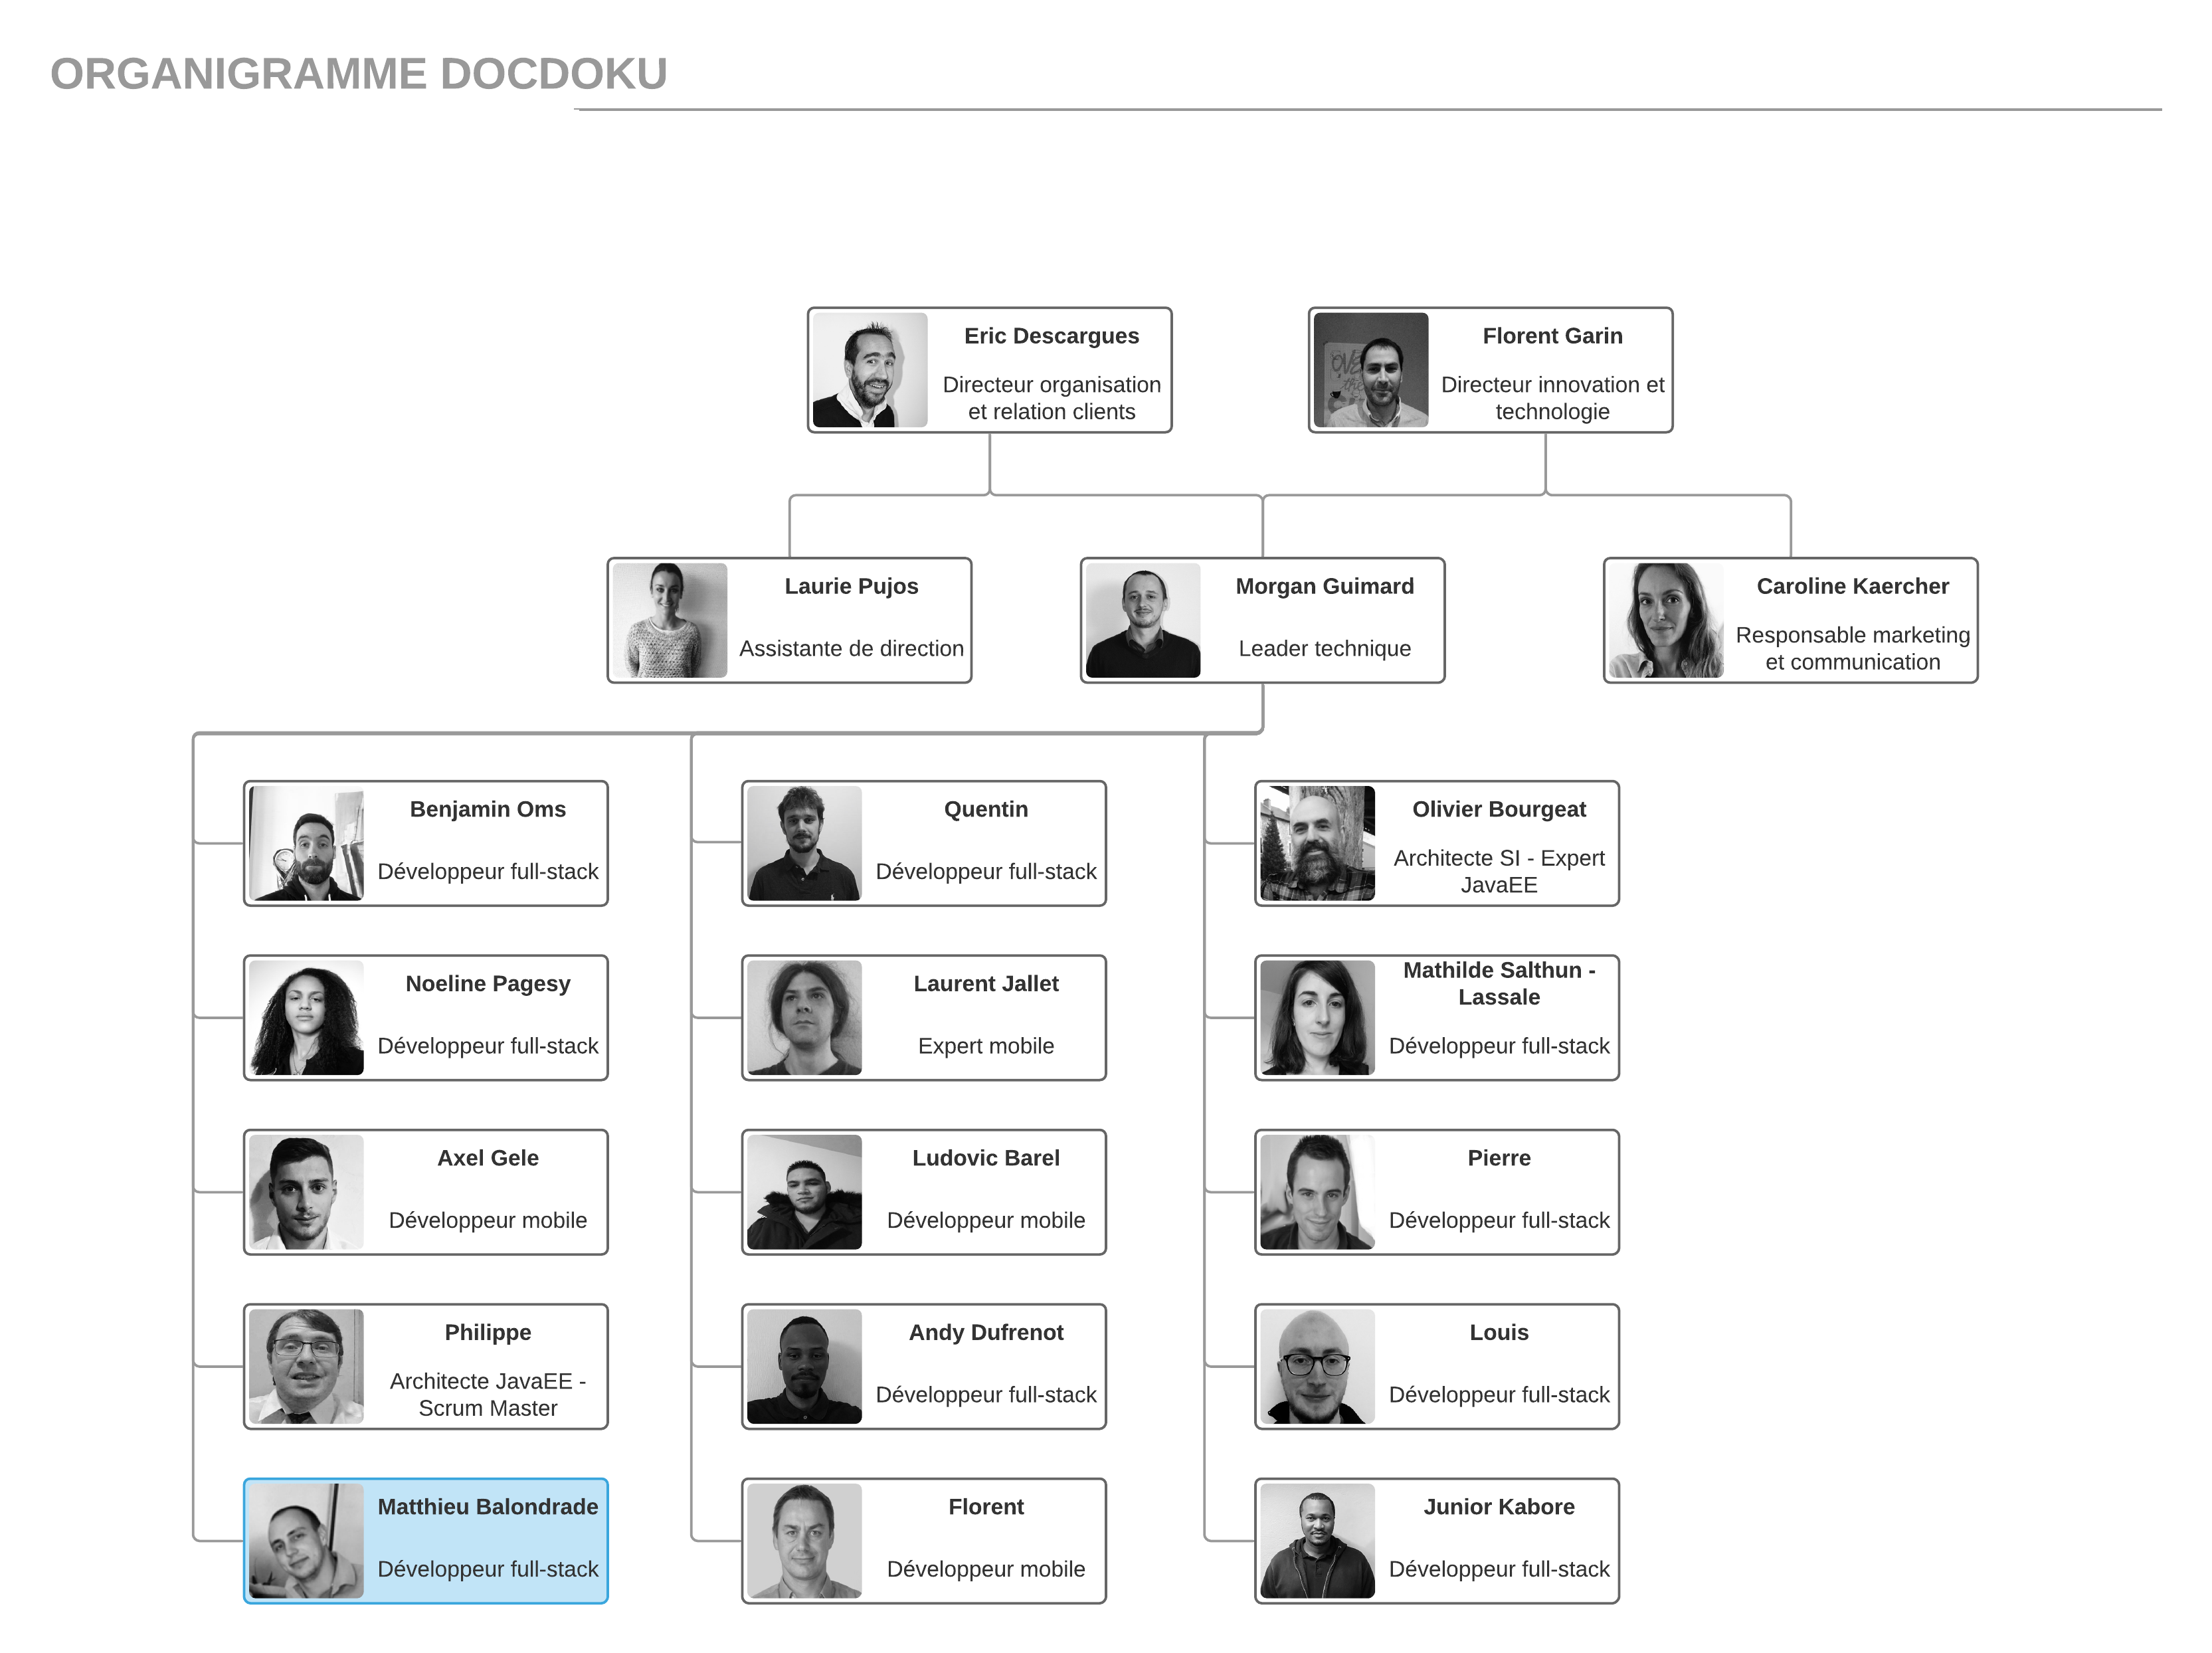 ORGANIGRAMME DOCDOKU
Eric Descargues
Directeur organisation
et relation clients
Florent Garin
Directeur innovation et
technologie
Laurie Pujos
Assistante de direction
Morgan Guimard
Leader technique
Caroline Kaercher
Responsable marketing
et communication
Benjamin Oms
Développeur full-stack
Quentin
Développeur full-stack
Olivier Bourgeat
Architecte SI - Expert
JavaEE
Noeline Pagesy
Développeur full-stack
Laurent Jallet
Expert mobile
Mathilde Salthun -
Lassale
Développeur full-stack
Axel Gele
Développeur mobile
Ludovic Barel
Développeur mobile
Pierre
Développeur full-stack
Philippe
Architecte JavaEE -
Scrum Master
Andy Dufrenot
Développeur full-stack
Louis
Développeur full-stack
Matthieu Balondrade
Développeur full-stack
Florent
Développeur mobile
Junior Kabore
Développeur full-stack